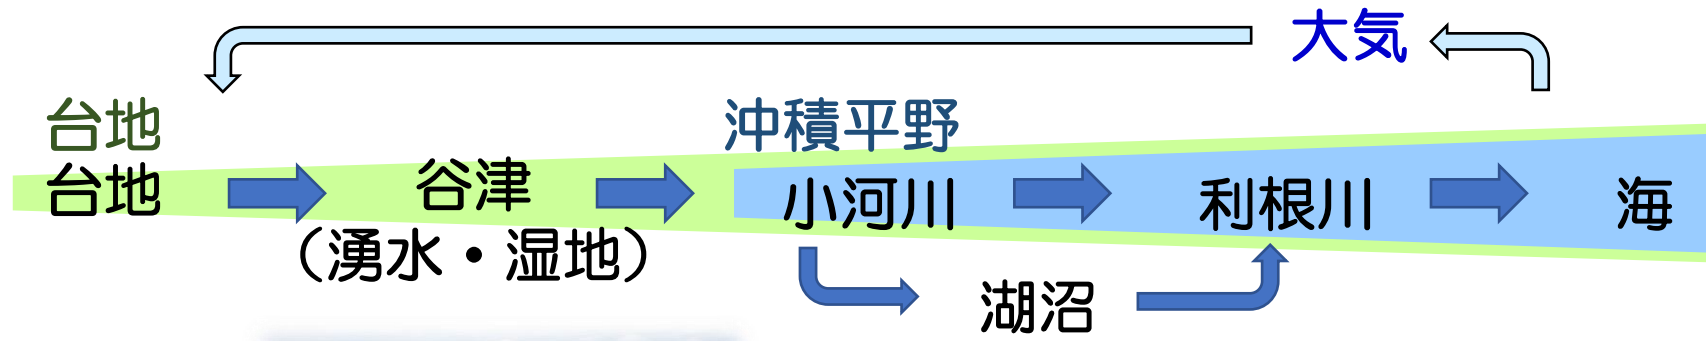 大気
台地
沖積平野
台地
谷津
小河川
利根川
海
（湧水・湿地）
湖沼